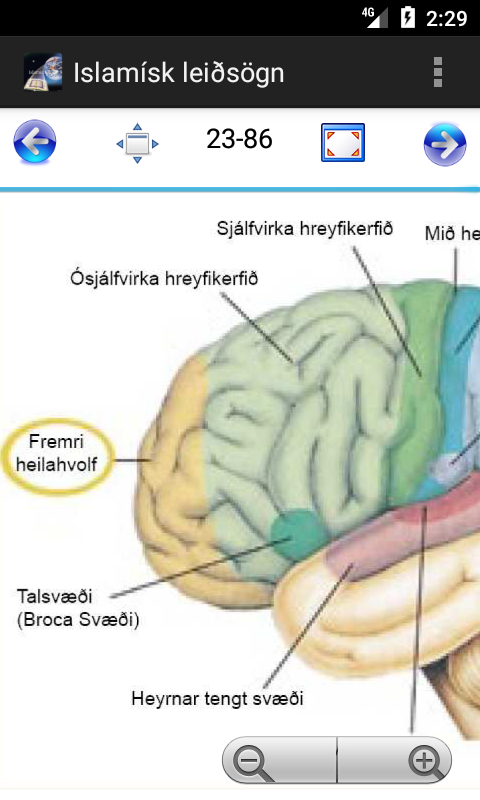 4G 2:29
Islamísk leiðsögn
23-86
Sjálfvirka hreyfikerfið
Mið he
Ósjálfvirka hreyfikerfið
Fremri
heilahvolf
Talsvæði
(Broca Svæði)
Heyrnar tengt svæði